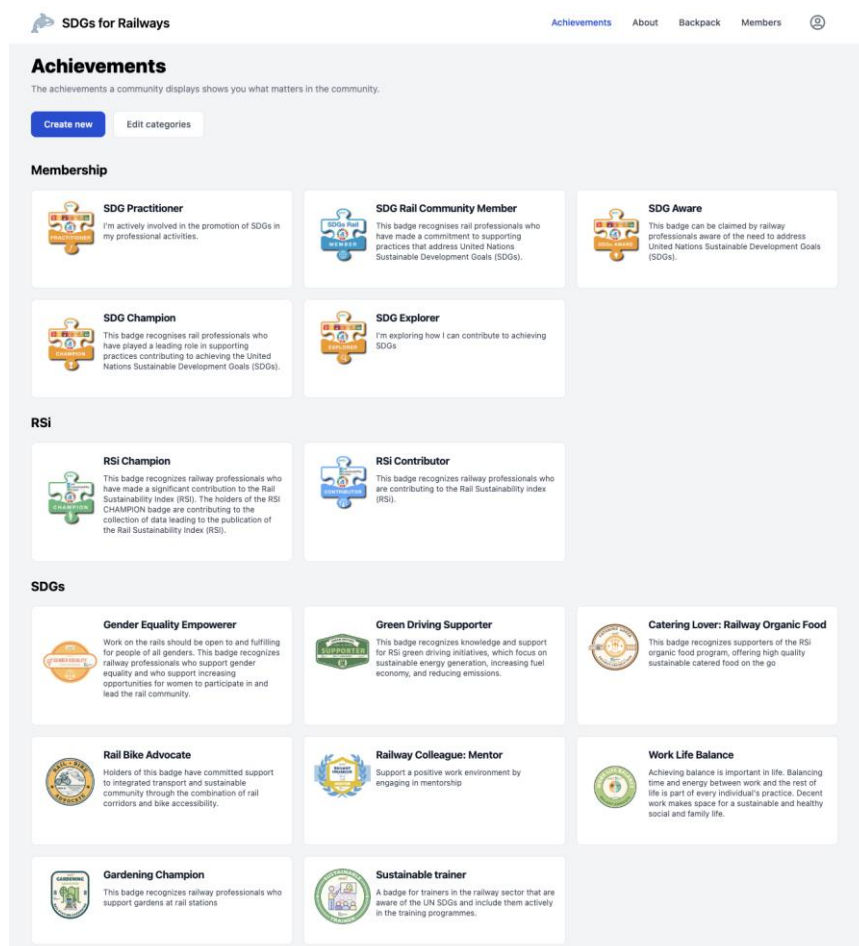 SDGs for Railways
Achievements
About
Backpack
Members
Achievements
The achievements a community displays shows you what matters in the community.
Create new
Edit categories
Membership
SDG Practitioner
I'm actively involved in the promotion of SDGs in
my professional activities.
PRACTITIONER
SDG Rail Community Member
This badge recognises rail professionals who
have made a commitment to supporting
practices that address United Nations
Sustainable Development Goals (SDGs).
SDGs Rail
MEMBER
SDG Aware
This badge can be claimed by railway
professionals aware of the need to address
United Nations Sustainable Development Goals
(SDGs).
SDGs AWARE
SDG Champion
This badge recognises rail professionals who
have played a leading role in supporting
practices contributing to achieving the United
Nations Sustainable Development Goals (SDGs).
CHAMPION
SDG Explorer
I'm exploring how I can contribute to achieving
SDGs
EXPLORER
RSi
RSi Champion
This badge recognizes railway professionals who
have made a significant contribution to the Rail
Sustainability Index (RSI). The holders of the RSI
CHAMPION badge are contributing to the
collection of data leading to the publication of
the Rail Sustainability Index (RSI).
CHAMPION
RSi Contributor
This badge recognizes railway professionals who
are contributing to the Rail Sustainability index
(RSi).
CONTRIBUTOR
SDGs
Gender Equality Empowerer
Work on the rails should be open to and fulfilling
for people of all genders. This badge recognizes
railway professionals who support gender
equality and who support increasing
opportunities for women to participate in and
lead the rail community.
GENDER EQUALITY
Green Driving Supporter
This badge recognizes knowledge and support
for RSi green driving initiatives, which focus on
sustainable energy generation, increasing fuel
economy, and reducing emissions.
SUPPORTER
Catering Lover: Railway Organic Food
This badge recognizes supporters of the RSI
organic food program, offering high quality
sustainable catered food on the go
Rail Bike Advocate
Holders of this badge have committed support
to integrated transport and sustainable
community through the combination of rail
corridors and bike accessibility.
RAIL • BIKE
ADVOCATE
Railway Colleague: Mentor
Support a positive work environment by
engaging in mentorship
Work Life Balance
Achieving balance is important in life. Balancing
time and energy between work and the rest of
life is part of every individual's practice. Decent
work makes space for a sustainable and healthy
social and family life.
Gardening Champion
This badge recognizes railway professionals who
support gardens at rail stations
GARDENING
Sustainable trainer
A badge for trainers in the railway sector that are
aware of the UN SDGs and include them actively
in the training programmes.
SUSTAINABLE
TRAINER